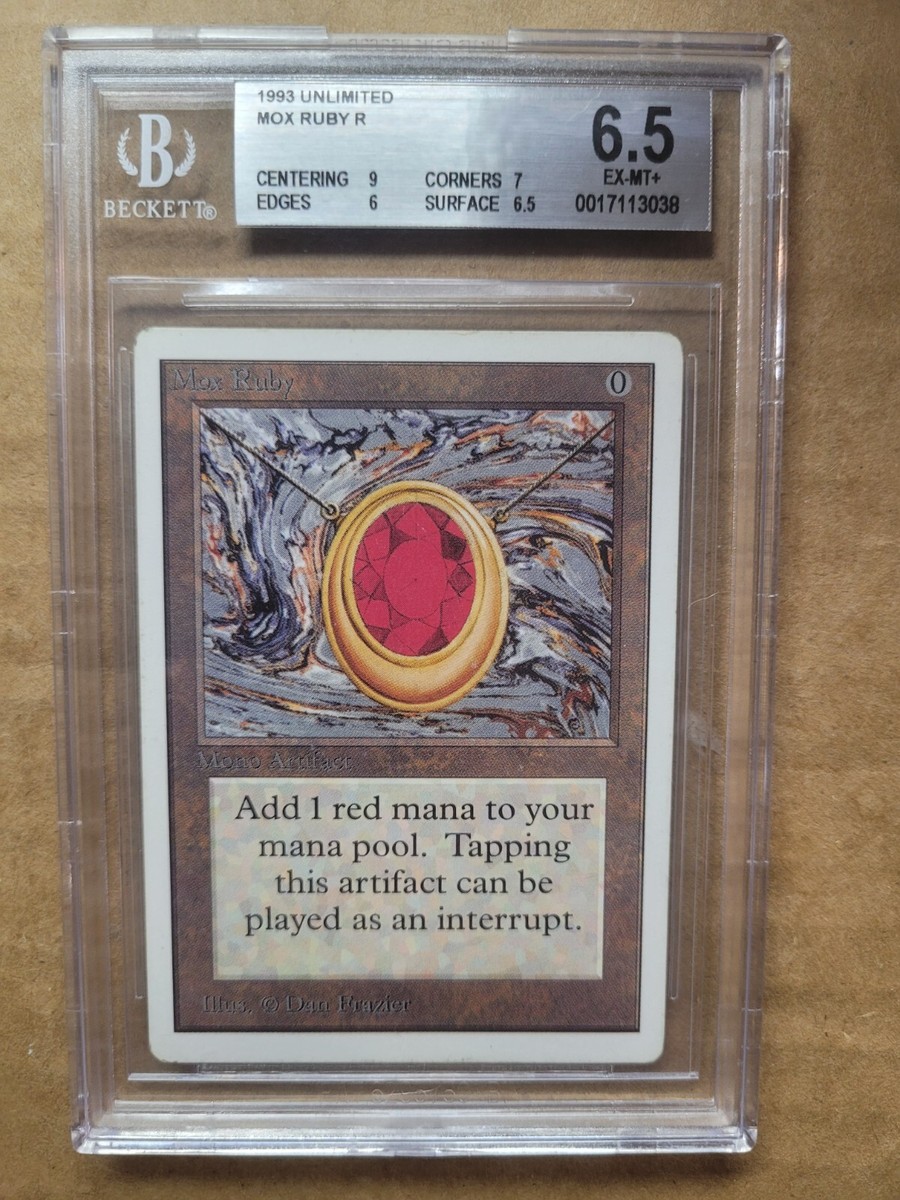 1993 UNLIMITED
MOX RUBY R
6.5
EX-MT+
CENTERING 9 CORNERS 7
EDGES 6 SURFACE 6.5 0017113038
B
BECKETT®
Mox Ruby 0
Mono Artifact
Add 1 red mana to your
mana pool. Tapping
this artifact can be
played as an interrupt.
Illus. © Dan Frazier